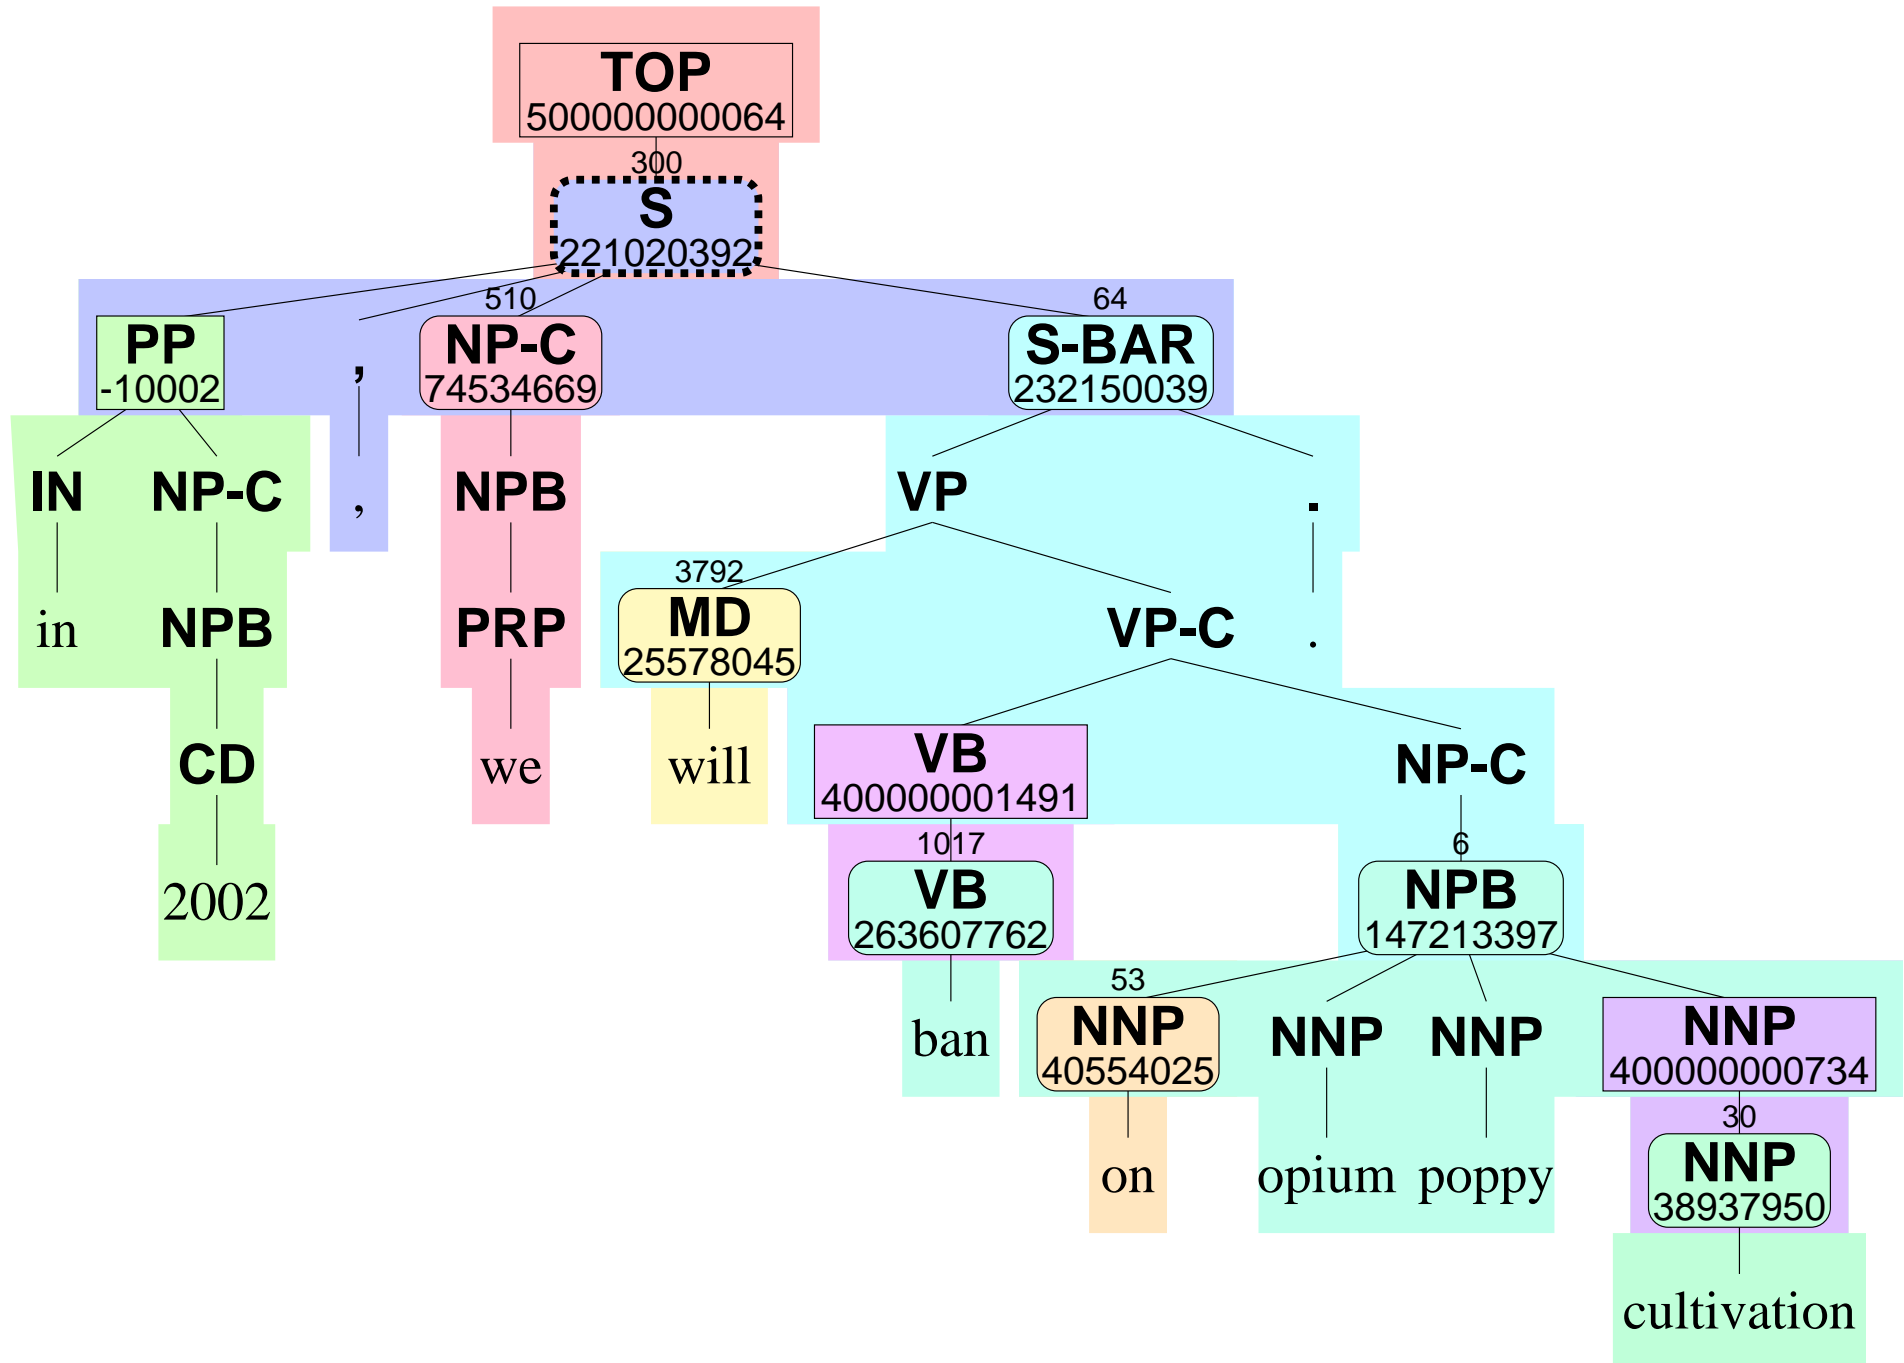 TOP
500000000064
300
S
221020392
510
64
PP
-10002
,
NP-C
74534669
S-BAR
232150039
IN
NP-C
,
NPB
VP
.
3792
in
NPB
PRP
MD
25578045
VP-C
.
CD
we
will
VB
400000001491
NP-C
1017
6
2002
VB
263607762
NPB
147213397
53
ban
NNP
40554025
NNP
NNP
NNP
400000000734
30
on
opium
poppy
NNP
38937950
cultivation